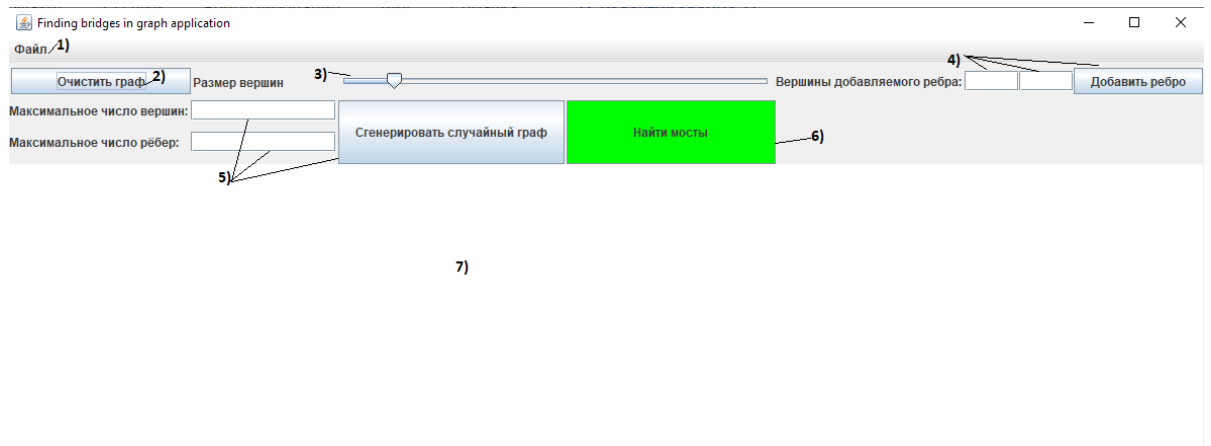 Finding bridges in graph application
Файл 1)
Очистить граф 2) Размер вершин 3) Вершины добавляемого ребра: 4) Добавить ребро
Максимальное число вершин:
Сгенерировать случайный граф Найти мосты 6)
Максимальное число рёбер:
5)
7)